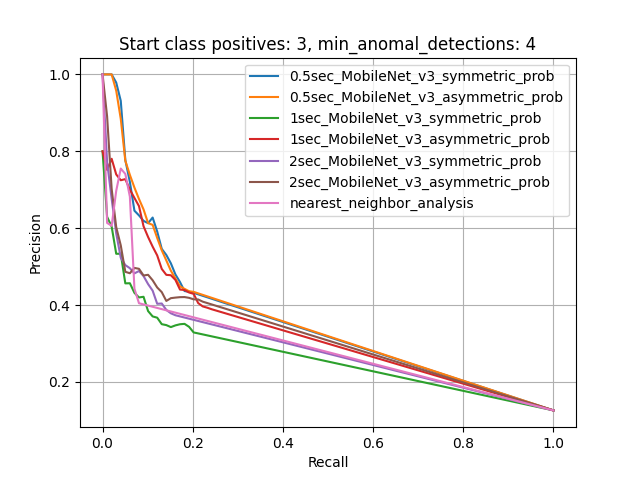 Start class positives: 3, min_anomal_detections: 4
1.0
0.8
0.6
0.4
0.2
Precision
0.5sec_MobileNet_v3_symmetric_prob
0.5sec_MobileNet_v3_asymmetric_prob
1sec_MobileNet_v3_symmetric_prob
1sec_MobileNet_v3_asymmetric_prob
2sec_MobileNet_v3_symmetric_prob
2sec_MobileNet_v3_asymmetric_prob
nearest_neighbor_analysis
0.0 0.2 0.4 0.6 0.8 1.0
Recall